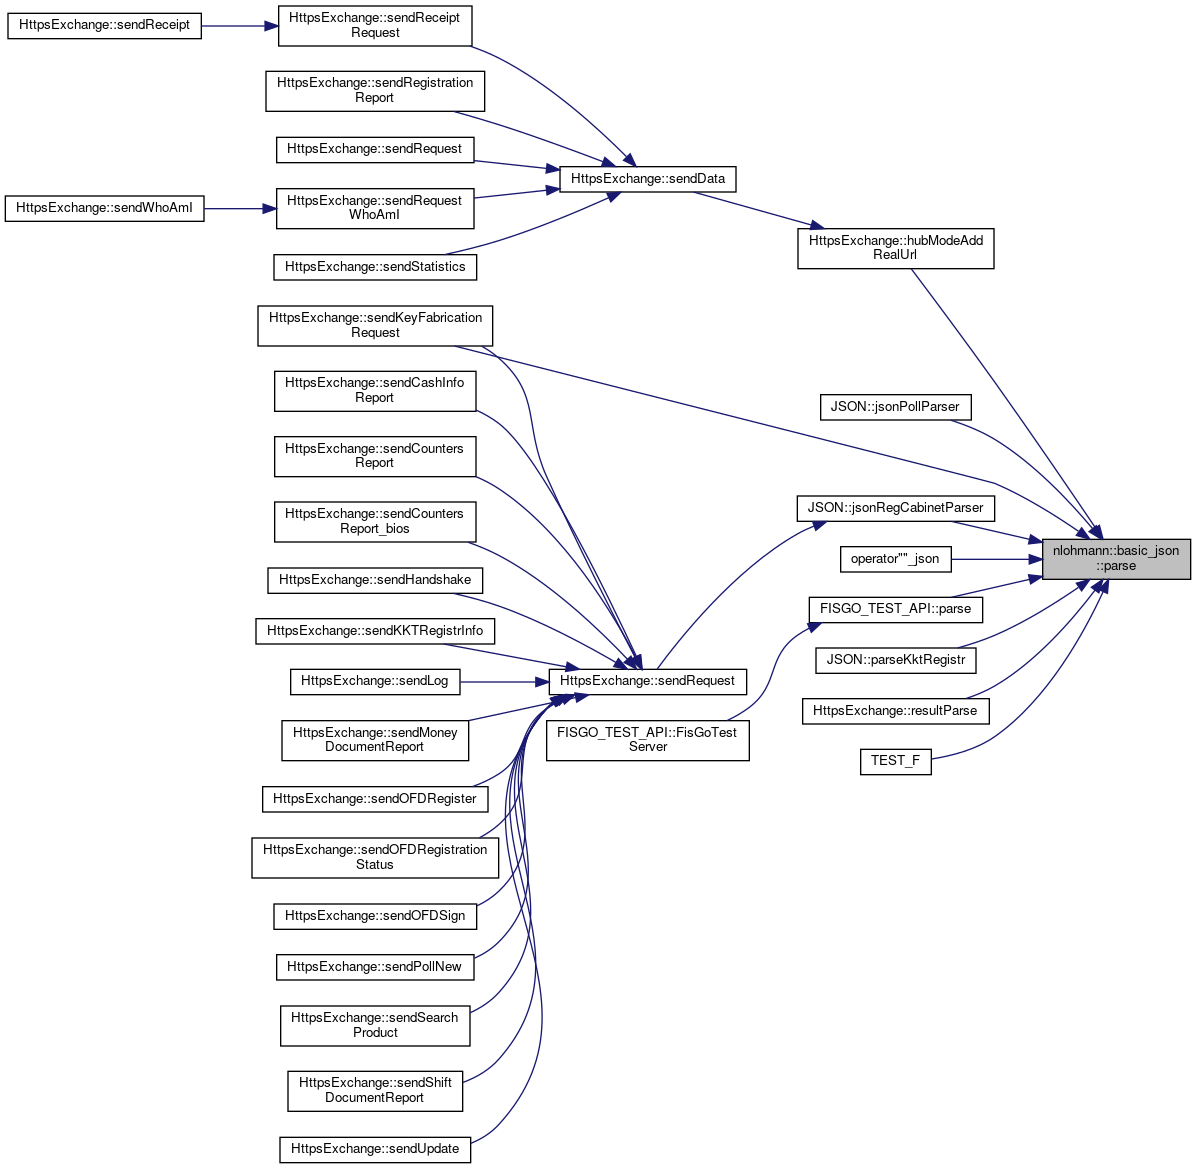 HttpsExchange::sendReceipt
HttpsExchange::sendReceipt
Request
HttpsExchange::sendRegistration
Report
HttpsExchange::sendRequest
HttpsExchange::sendData
HttpsExchange::sendWhoAmI
HttpsExchange::sendRequest
WhoAmI
HttpsExchange::hubModeAdd
RealUrl
HttpsExchange::sendStatistics
HttpsExchange::sendKeyFabrication
Request
HttpsExchange::sendCashInfo
Report
JSON::jsonPollParser
HttpsExchange::sendCounters
Report
HttpsExchange::sendCounters
Report_bios
JSON::jsonRegCabinetParser
nlohmann::basic_json
::parse
operator""_json
HttpsExchange::sendHandshake
FISGO_TEST_API::parse
HttpsExchange::sendKKTRegistrInfo
JSON::parseKktRegistr
HttpsExchange::sendLog
HttpsExchange::sendRequest
HttpsExchange::resultParse
HttpsExchange::sendMoney
DocumentReport
FISGO_TEST_API::FisGoTest
Server
TEST_F
HttpsExchange::sendOFDRegister
HttpsExchange::sendOFDRegistration
Status
HttpsExchange::sendOFDSign
HttpsExchange::sendPollNew
HttpsExchange::sendSearch
Product
HttpsExchange::sendShift
DocumentReport
HttpsExchange::sendUpdate